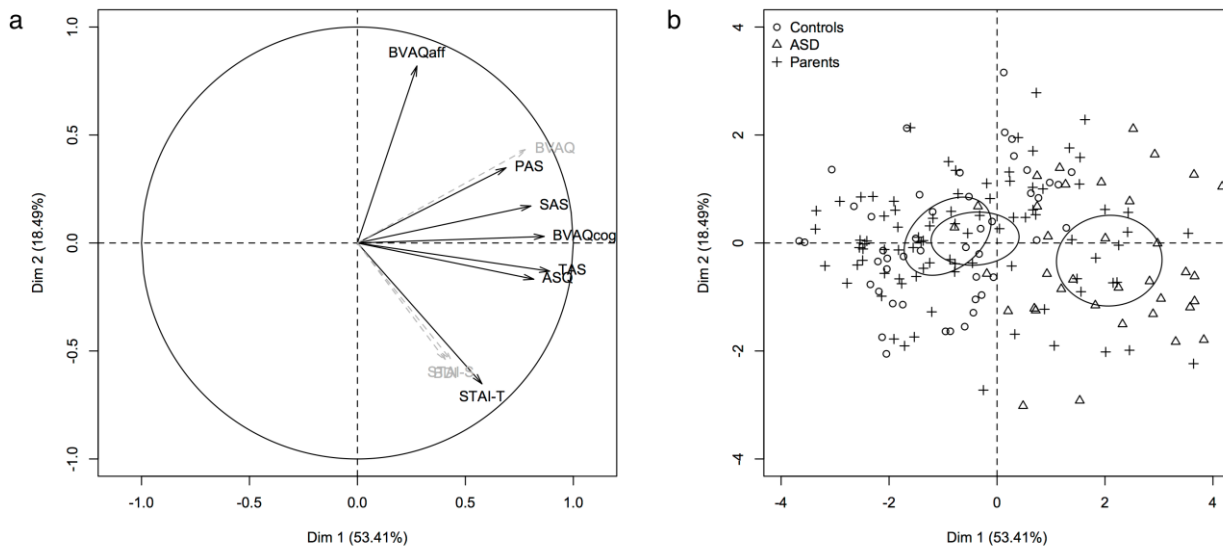 a
BVAQaff
BVAQ
PAS
SAS
BVAQcog
TAS
ASQ
STAI-S
STAI-T
1.0
0.5
0.0
-0.5
-1.0
Dim 2 (18.49%)
-1.0
-0.5
0.0
0.5
1.0
Dim 1 (53.41%)
b
Controls
ASD
Parents
4
2
0
-2
-4
Dim 2 (18.49%)
-4
-2
0
2
4
Dim 1 (53.41%)